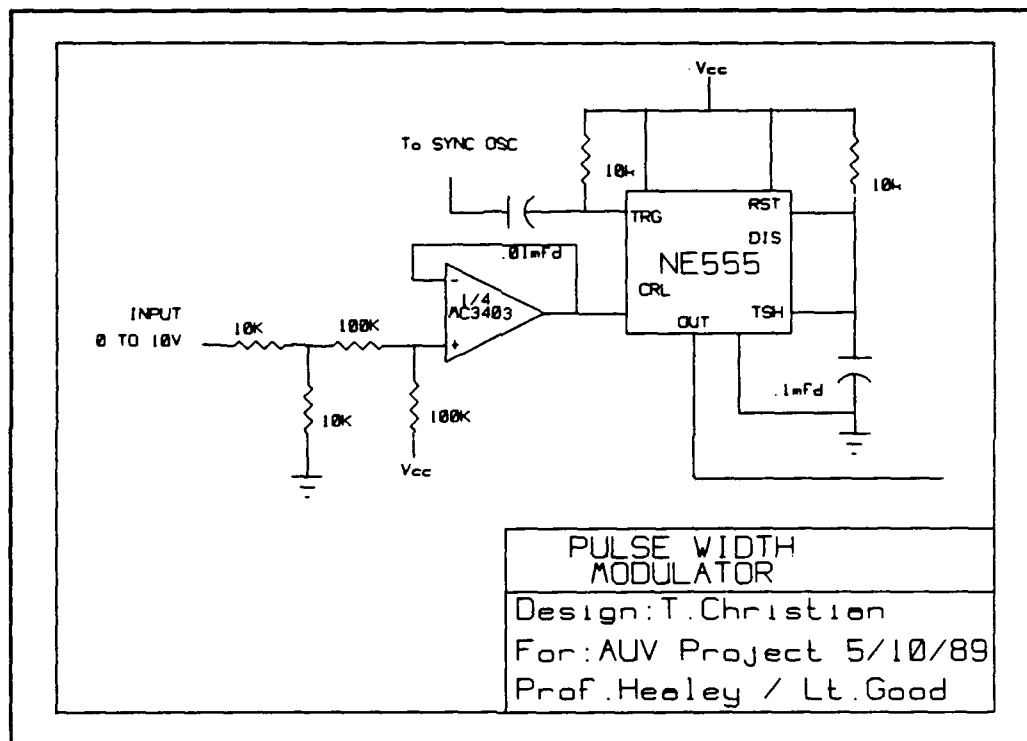 Vcc
To SYNC OSC
10k
10k
TRG
RST
DIS
.01mfd
NE555
CRL
1/4
MC3403
TSH
OUT
INPUT
0 TO 10V
10K
100K
.1mfd
10K
100K
Vcc
PULSE WIDTH
MODULATOR
Design:T.Christian
For:AUV Project 5/10/89
Prof.Healey / Lt.Good